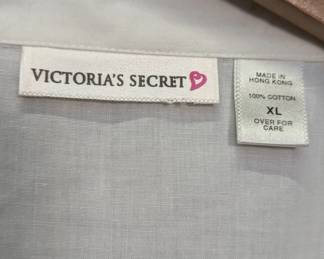 VICTORIA'S SECRET
MADE IN
HONG KONG
100% COTTON
XL
OVER FOR
CARE